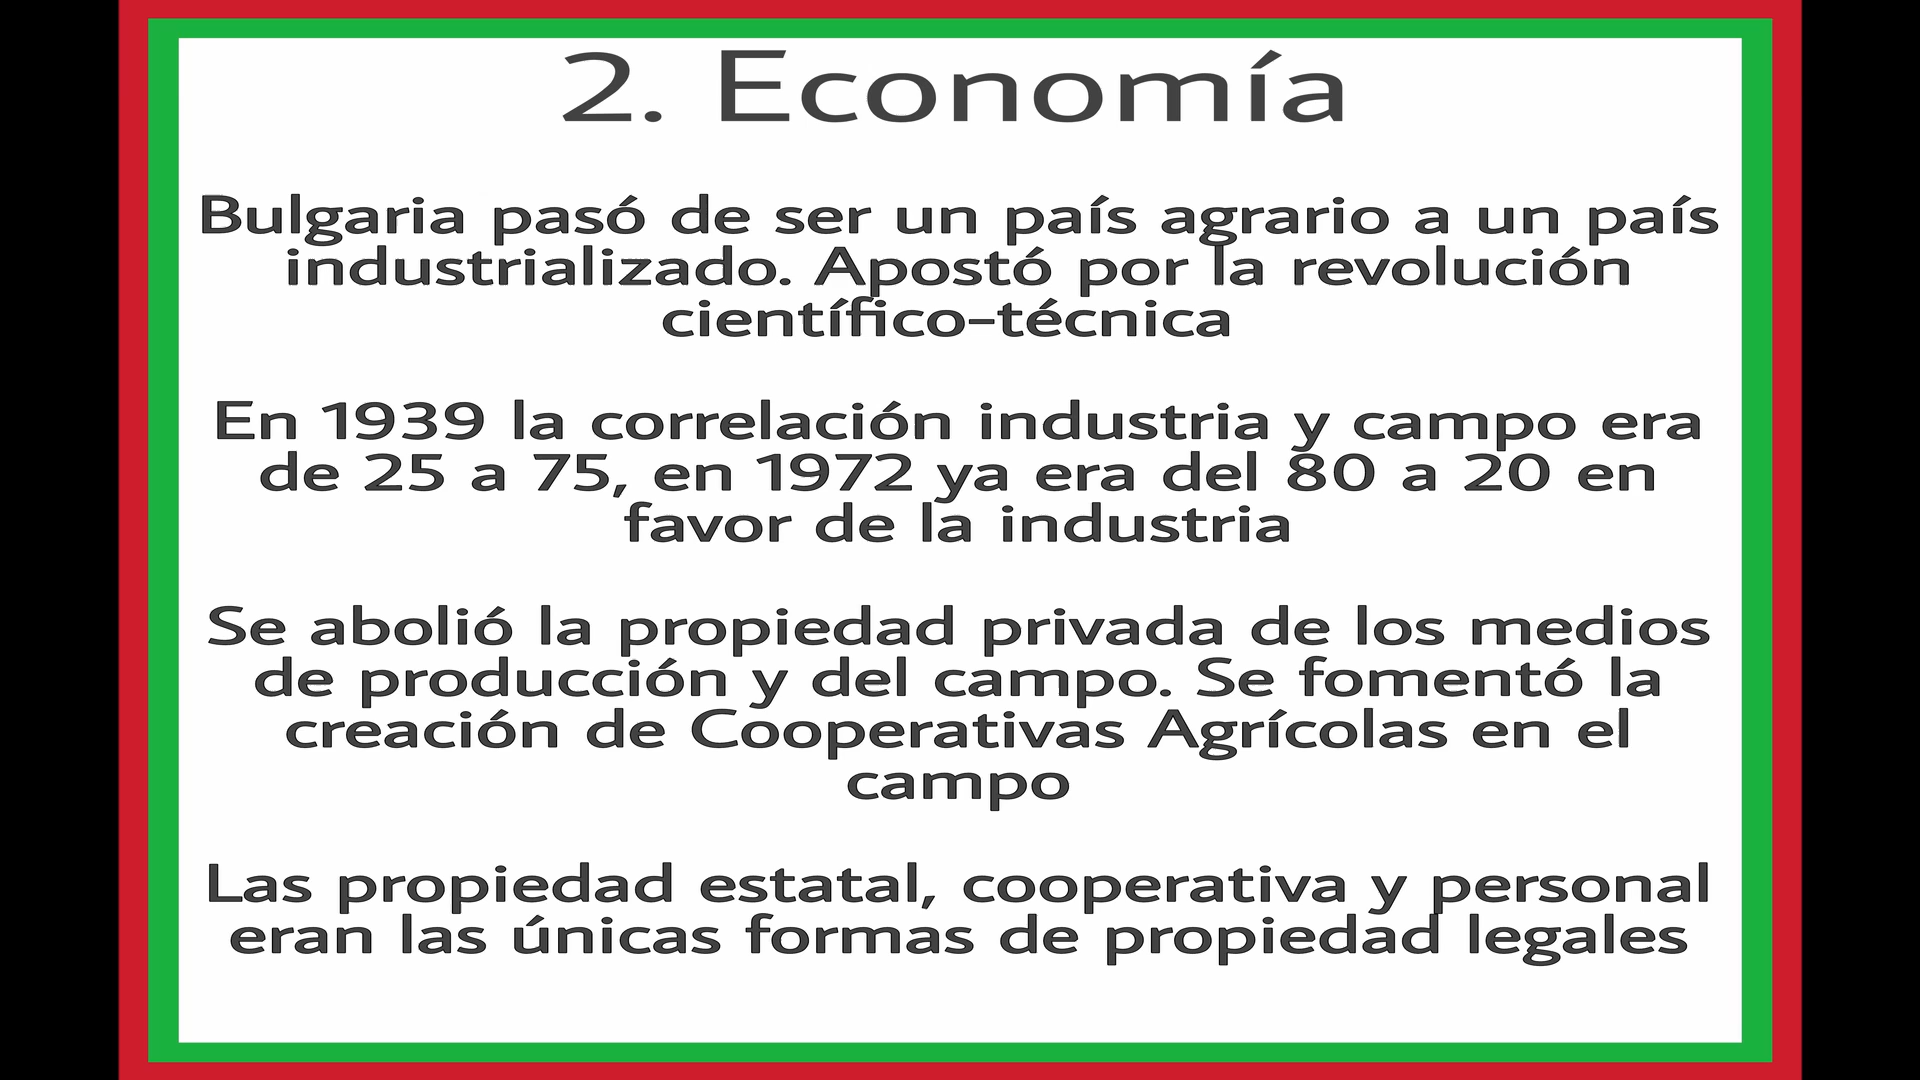 2. Economía
Bulgaria pasó de ser un país agrario a un país
industrializado. Apostó por la revolución
científico-técnica
En 1939 la correlación industria y campo era
de 25 a 75, en 1972 ya era del 80 a 20 en
favor de la industria
Se abolió la propiedad privada de los medios
de producción y del campo. Se fomentó la
creación de Cooperativas Agrícolas en el
campo
Las propiedad estatal, cooperativa y personal
eran las únicas formas de propiedad legales